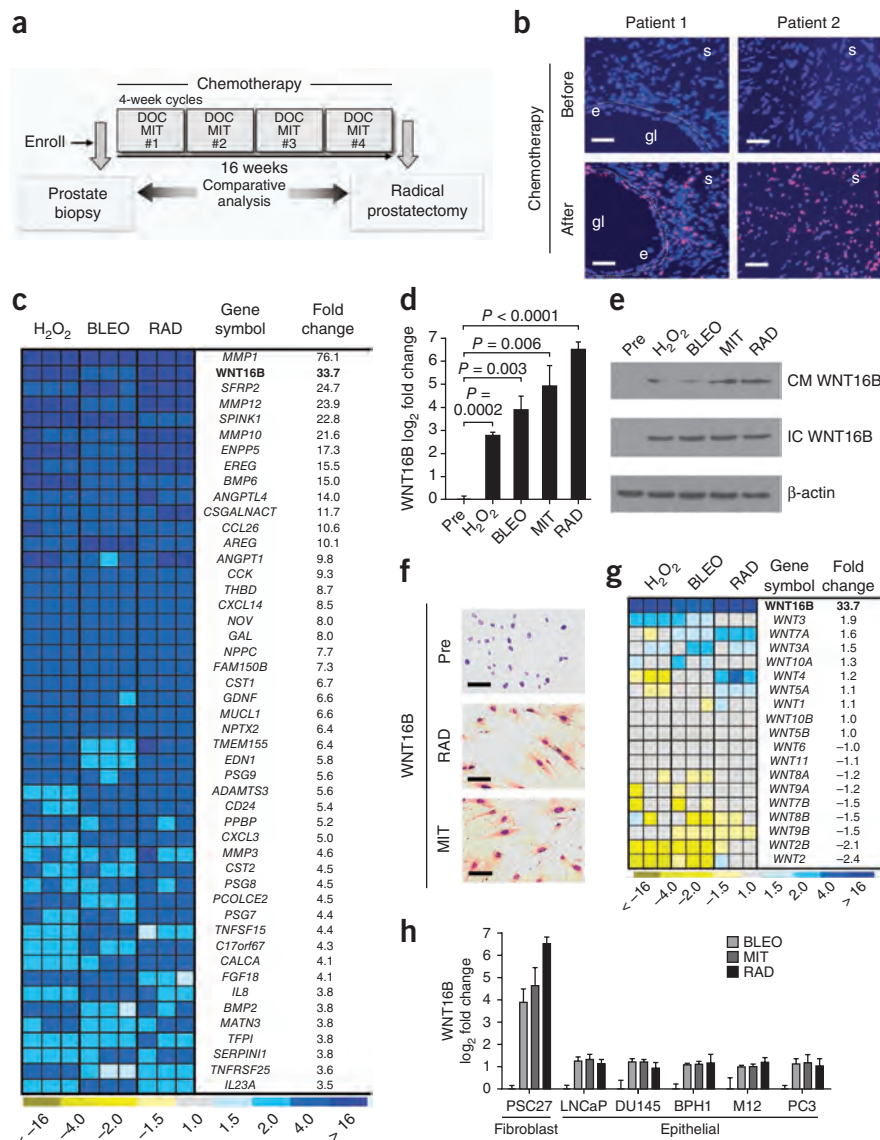 a
Chemotherapy
4-week cycles
DOC MIT #1
DOC MIT #2
DOC MIT #3
DOC MIT #4
Enroll
16 weeks
Prostate biopsy
Comparative analysis
Radical prostatectomy
b
Patient 1
Patient 2
Chemotherapy
Before
After
s
e
gl
s
s
gl
e
s
c
H2O2 BLEO RAD Gene symbol Fold change
MMP1 76.1
WNT16B 33.7
SFRP2 24.7
MMP12 23.9
SPINK1 22.8
MMP10 21.6
ENPP5 17.3
EREG 15.5
BMP6 15.0
ANGPTL4 14.0
CSGALNACT 11.7
CCL26 10.6
AREG 10.1
ANGPT1 9.8
CCK 9.3
THBD 8.7
CXCL14 8.5
NOV 8.0
GAL 8.0
NPPC 7.7
FAM150B 7.3
CST1 6.7
GDNF 6.6
MUCL1 6.6
NPTX2 6.4
TMEM155 6.4
EDN1 5.8
PSG9 5.6
ADAMTS3 5.6
CD24 5.4
PPBP 5.2
CXCL3 5.0
MMP3 4.6
CST2 4.5
PSG8 4.5
PCOLCE2 4.5
PSG7 4.4
TNFSF15 4.4
C17orf67 4.3
CALCA 4.1
FGF18 4.1
IL8 3.8
BMP2 3.8
MATN3 3.8
TFPI 3.8
SERPINI1 3.8
TNFRSF25 3.6
IL23A 3.5
< –16 –4.0 –2.0 –1.5 1.0 1.5 2.0 4.0 > 16
d
WNT16B log2 fold change
7
6
5
4
3
2
1
0
P < 0.0001
P = 0.006
P = 0.003
P = 0.0002
Pre H2O2 BLEO MIT RAD
e
Pre H2O2 BLEO MIT RAD
CM WNT16B
IC WNT16B
β-actin
f
WNT16B
Pre
RAD
MIT
g
H2O2 BLEO RAD Gene symbol Fold change
WNT16B 33.7
WNT3 1.9
WNT7A 1.6
WNT3A 1.5
WNT10A 1.3
WNT4 1.2
WNT5A 1.1
WNT1 1.1
WNT10B 1.0
WNT5B 1.0
WNT6 –1.0
WNT11 –1.1
WNT8A –1.2
WNT9A –1.2
WNT7B –1.5
WNT8B –1.5
WNT9B –1.5
WNT2B –2.1
WNT2 –2.4
< –16 –4.0 –2.0 –1.5 1.0 1.5 2.0 4.0 > 16
h
WNT16B log2 fold change
7
6
5
4
3
2
1
0
BLEO
MIT
RAD
PSC27 LNCaP DU145 BPH1 M12 PC3
Fibroblast Epithelial